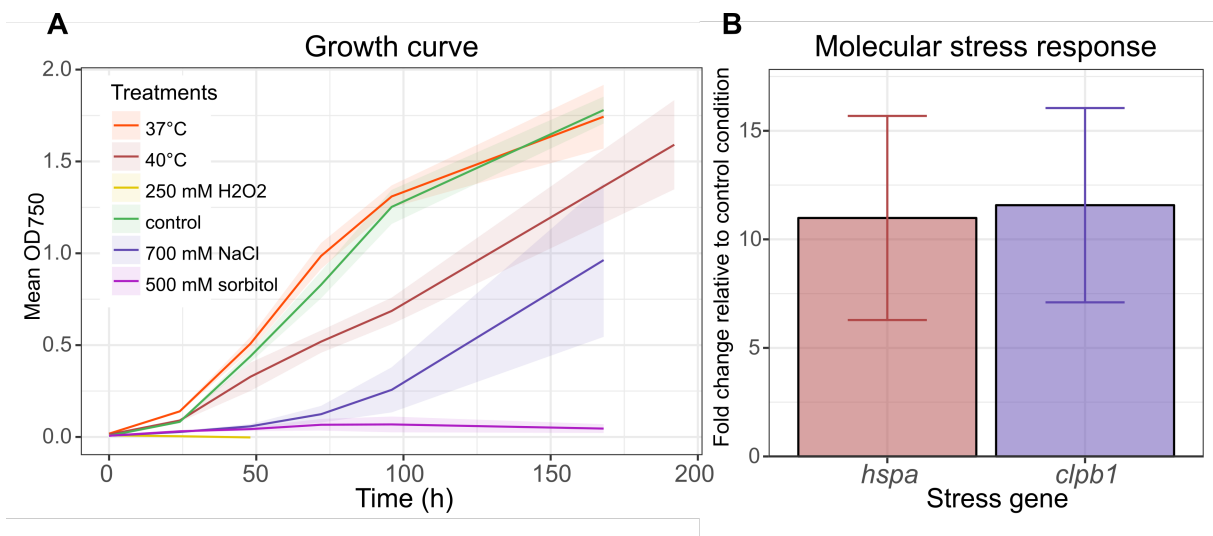 A
Growth curve
Mean OD750
2.0
1.5
1.0
0.5
0.0
Treatments
37°C
40°C
250 mM H2O2
control
700 mM NaCl
500 mM sorbitol
0
50
100
150
200
Time (h)
B
Molecular stress response
Fold change relative to control condition
15
10
5
0
hspa
clpb1
Stress gene